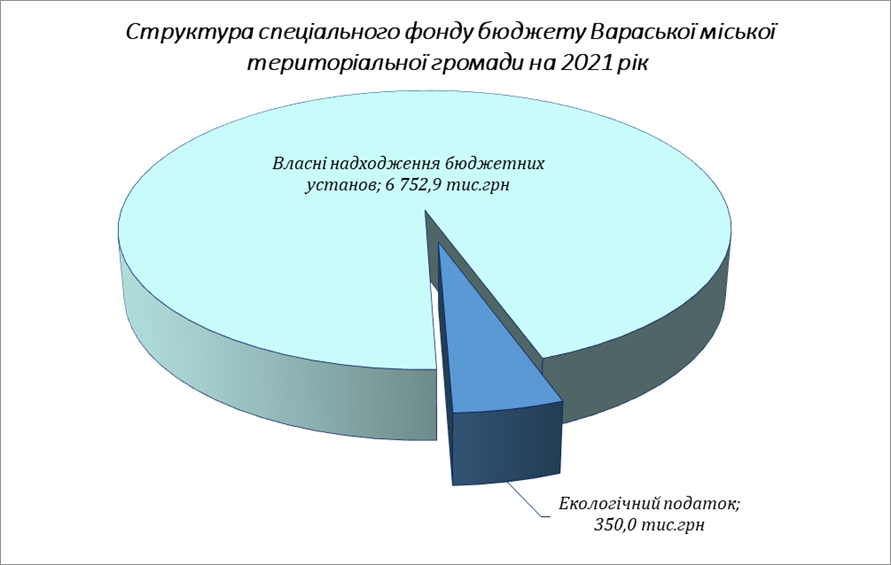 Структура спеціального фонду бюджету Вараської міської
територіальної громади на 2021 рік
Власні надходження бюджетних
установ; 6 752,9 тис.грн
Екологічний податок;
350,0 тис.грн